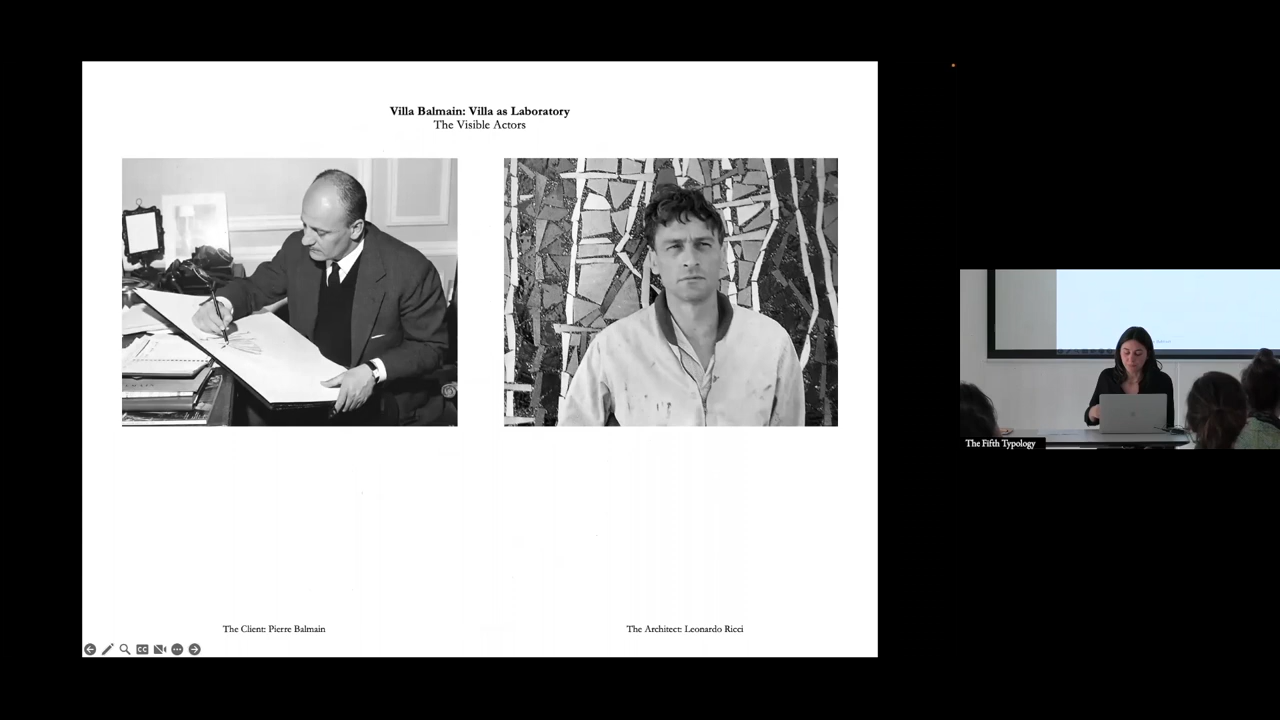 Villa Balmain: Villa as Laboratory
The Visible Actors
The Client: Pierre Balmain
The Architect: Leonardo Ricci
CC
The Fifth Typology